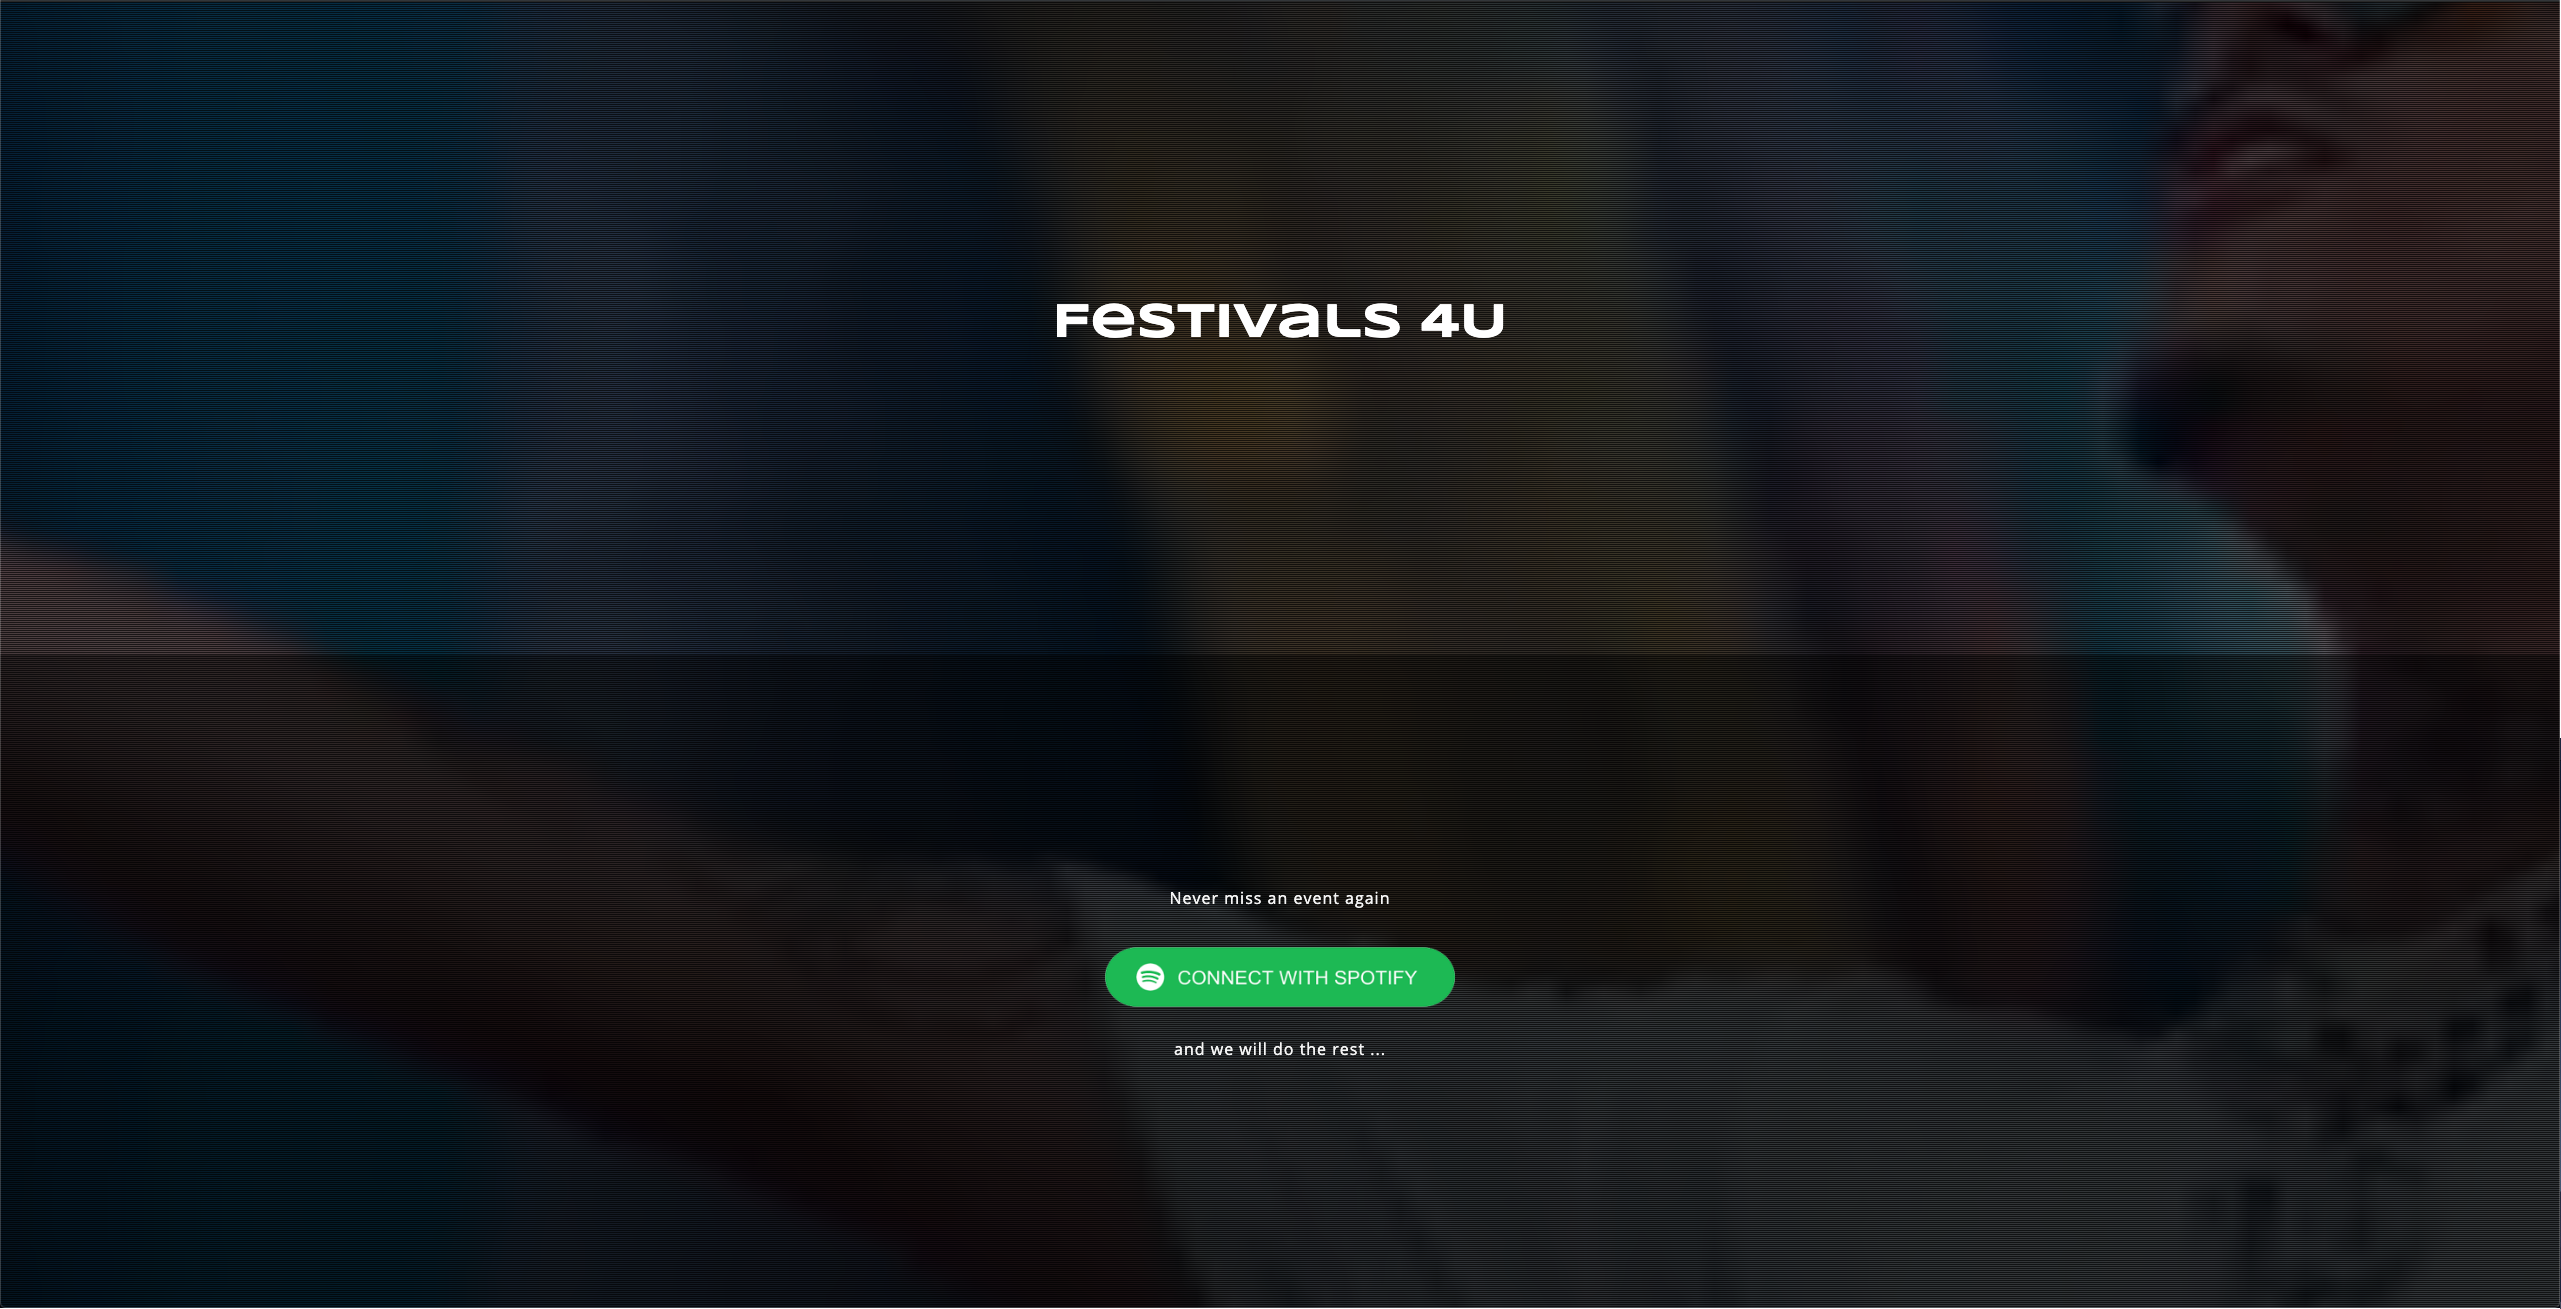 FeSTIVaLS 4U
Never miss an event again
CONNECT WITH SPOTIFY
and we will do the rest ...